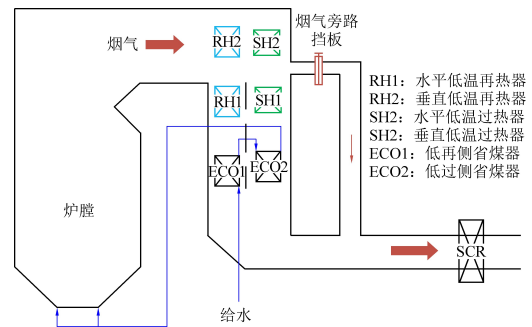 烟气旁路
挡板
烟气
RH2
SH2
RH1
SH1
ECO1
ECO2
炉膛
给水
SCR
RH1：水平低温再热器
RH2：垂直低温再热器
SH2：水平低温过热器
SH2：垂直低温过热器
ECO1：低再侧省煤器
ECO2：低过侧省煤器